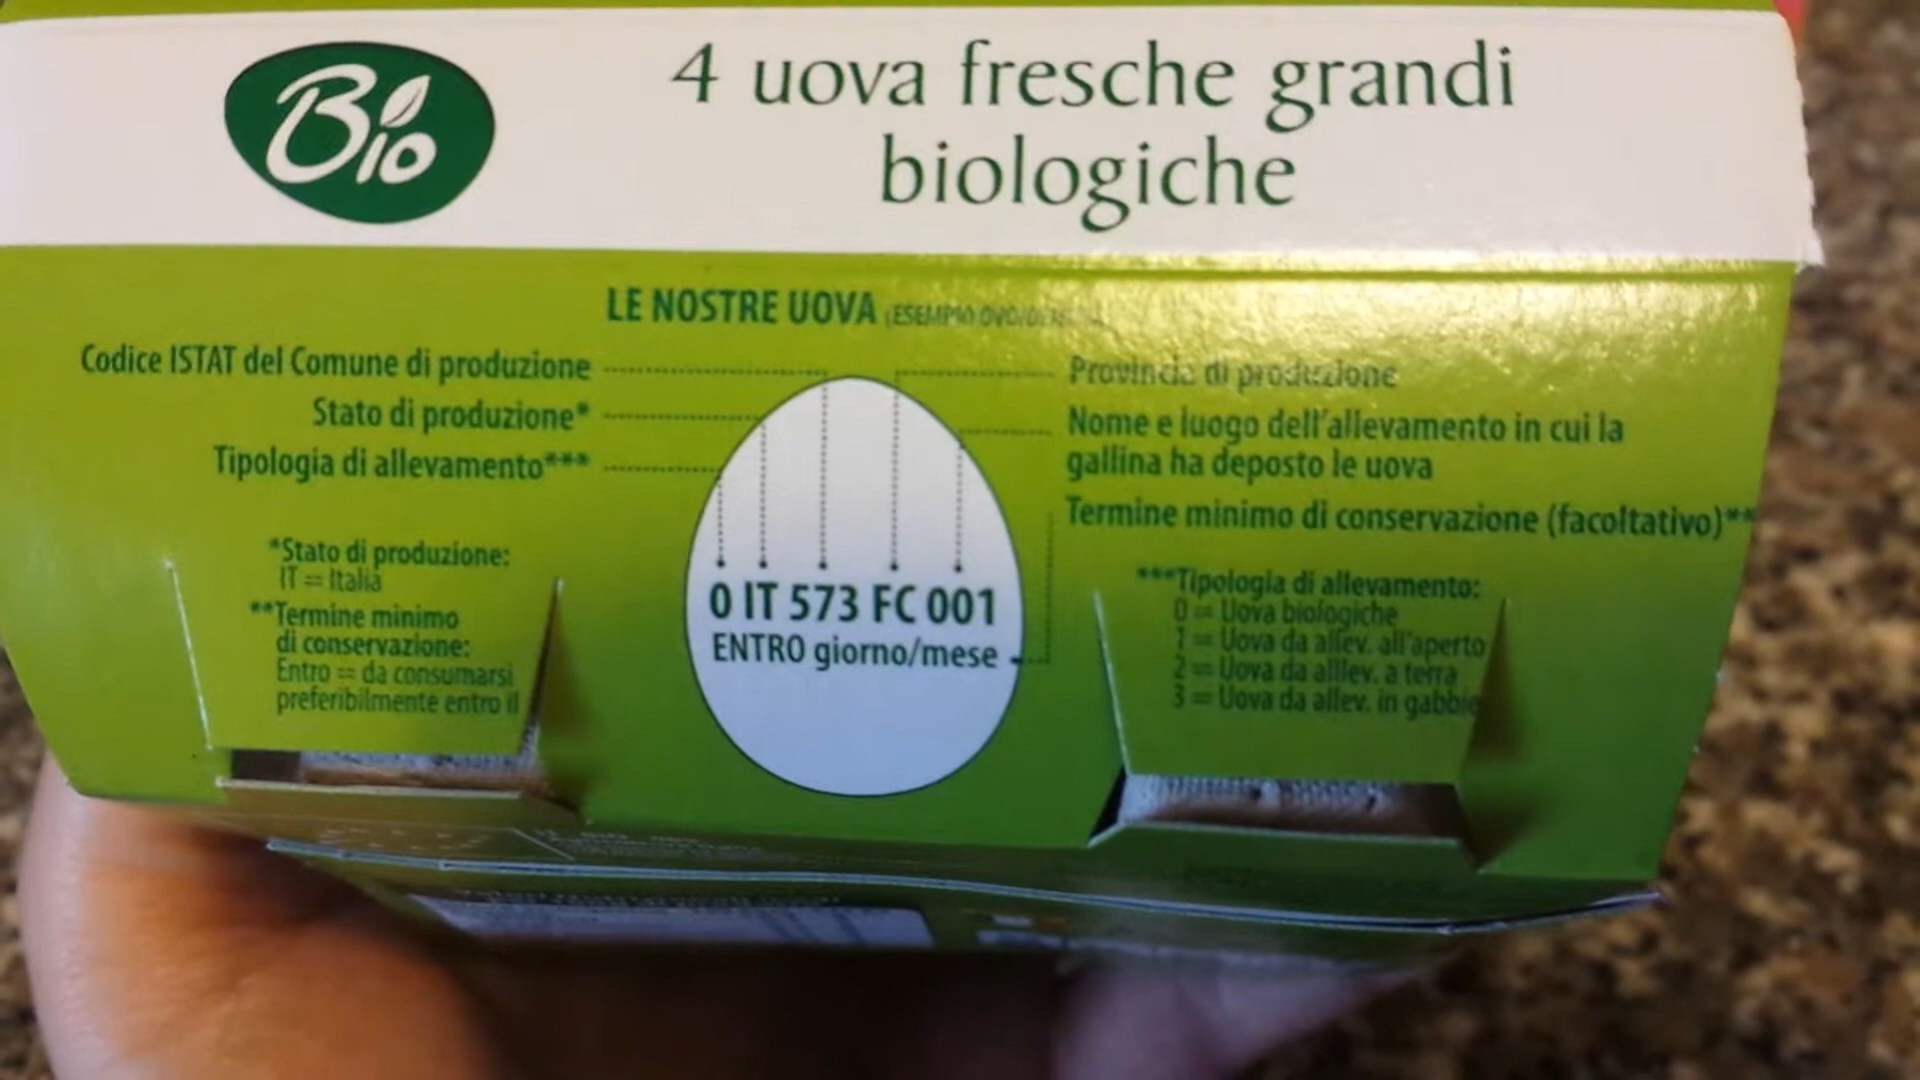 Bio
4 uova fresche grandi
biologiche
LE NOSTRE UOVA (ESEMPIO
Codice ISTAT del Comune di produzione
Stato di produzione*
Tipologia di allevamento***
Provincia di produzione
Nome e luogo dell'allevamento in cui la
gallina ha deposto le uova
Termine minimo di conservazione (facoltativo)**
*Stato di produzione:
IT = Italia
**Termine minimo
di conservazione:
Entro = da consumarsi
preferibilmente entro il
0 IT 573 FC 001
ENTRO giorno/mese
***Tipologia di allevamento:
0 = Uova biologiche
1 = Uova da allev. all'aperto
2 = Uova da alllev. a terra
3 = Uova da allev. in gabbie